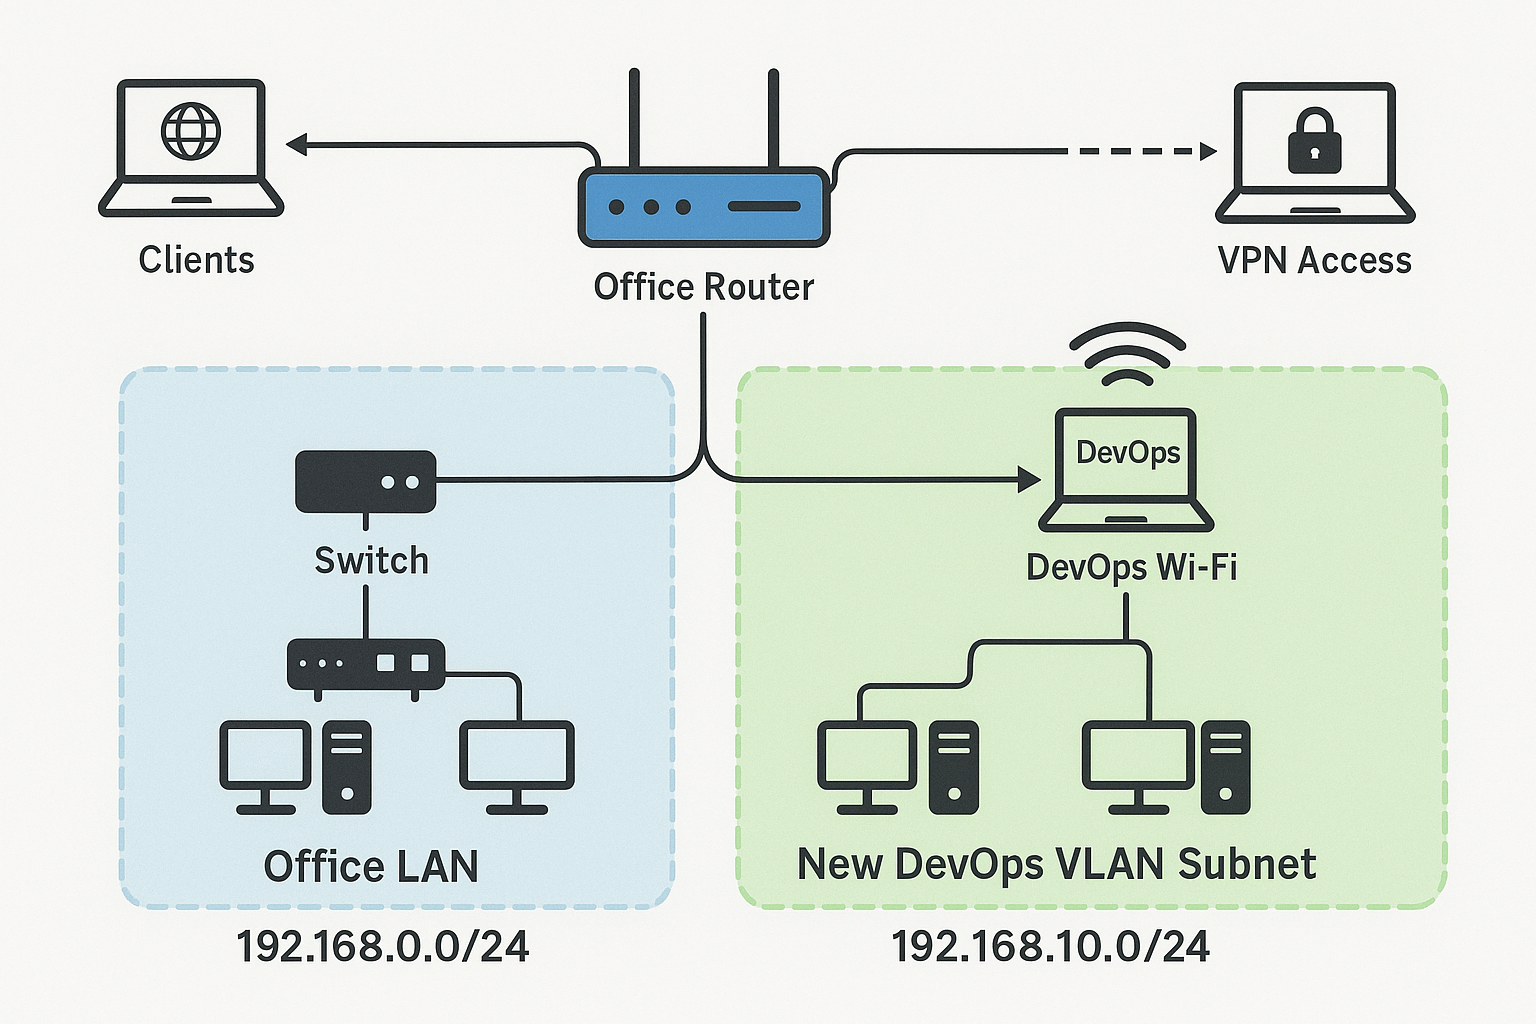 Clients
Office Router
VPN Access
DevOps
Switch
DevOps Wi-Fi
Office LAN
New DevOps VLAN Subnet
192.168.0.0/24
192.168.10.0/24